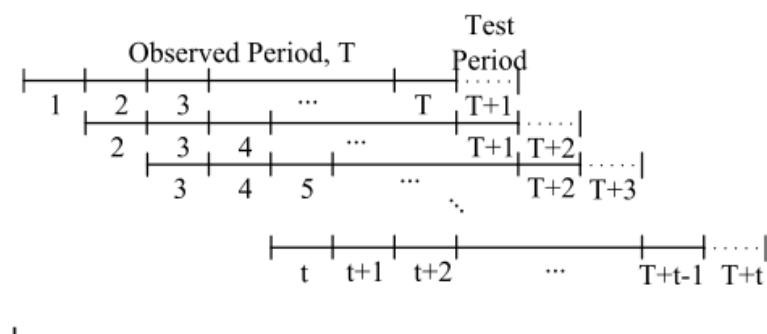 Test
Observed Period, T Period
1 2 3 ... T T+1
2 3 4 ... T+1 T+2
3 4 5 ... T+2 T+3
⋱
t t+1 t+2 ... T+t-1 T+t